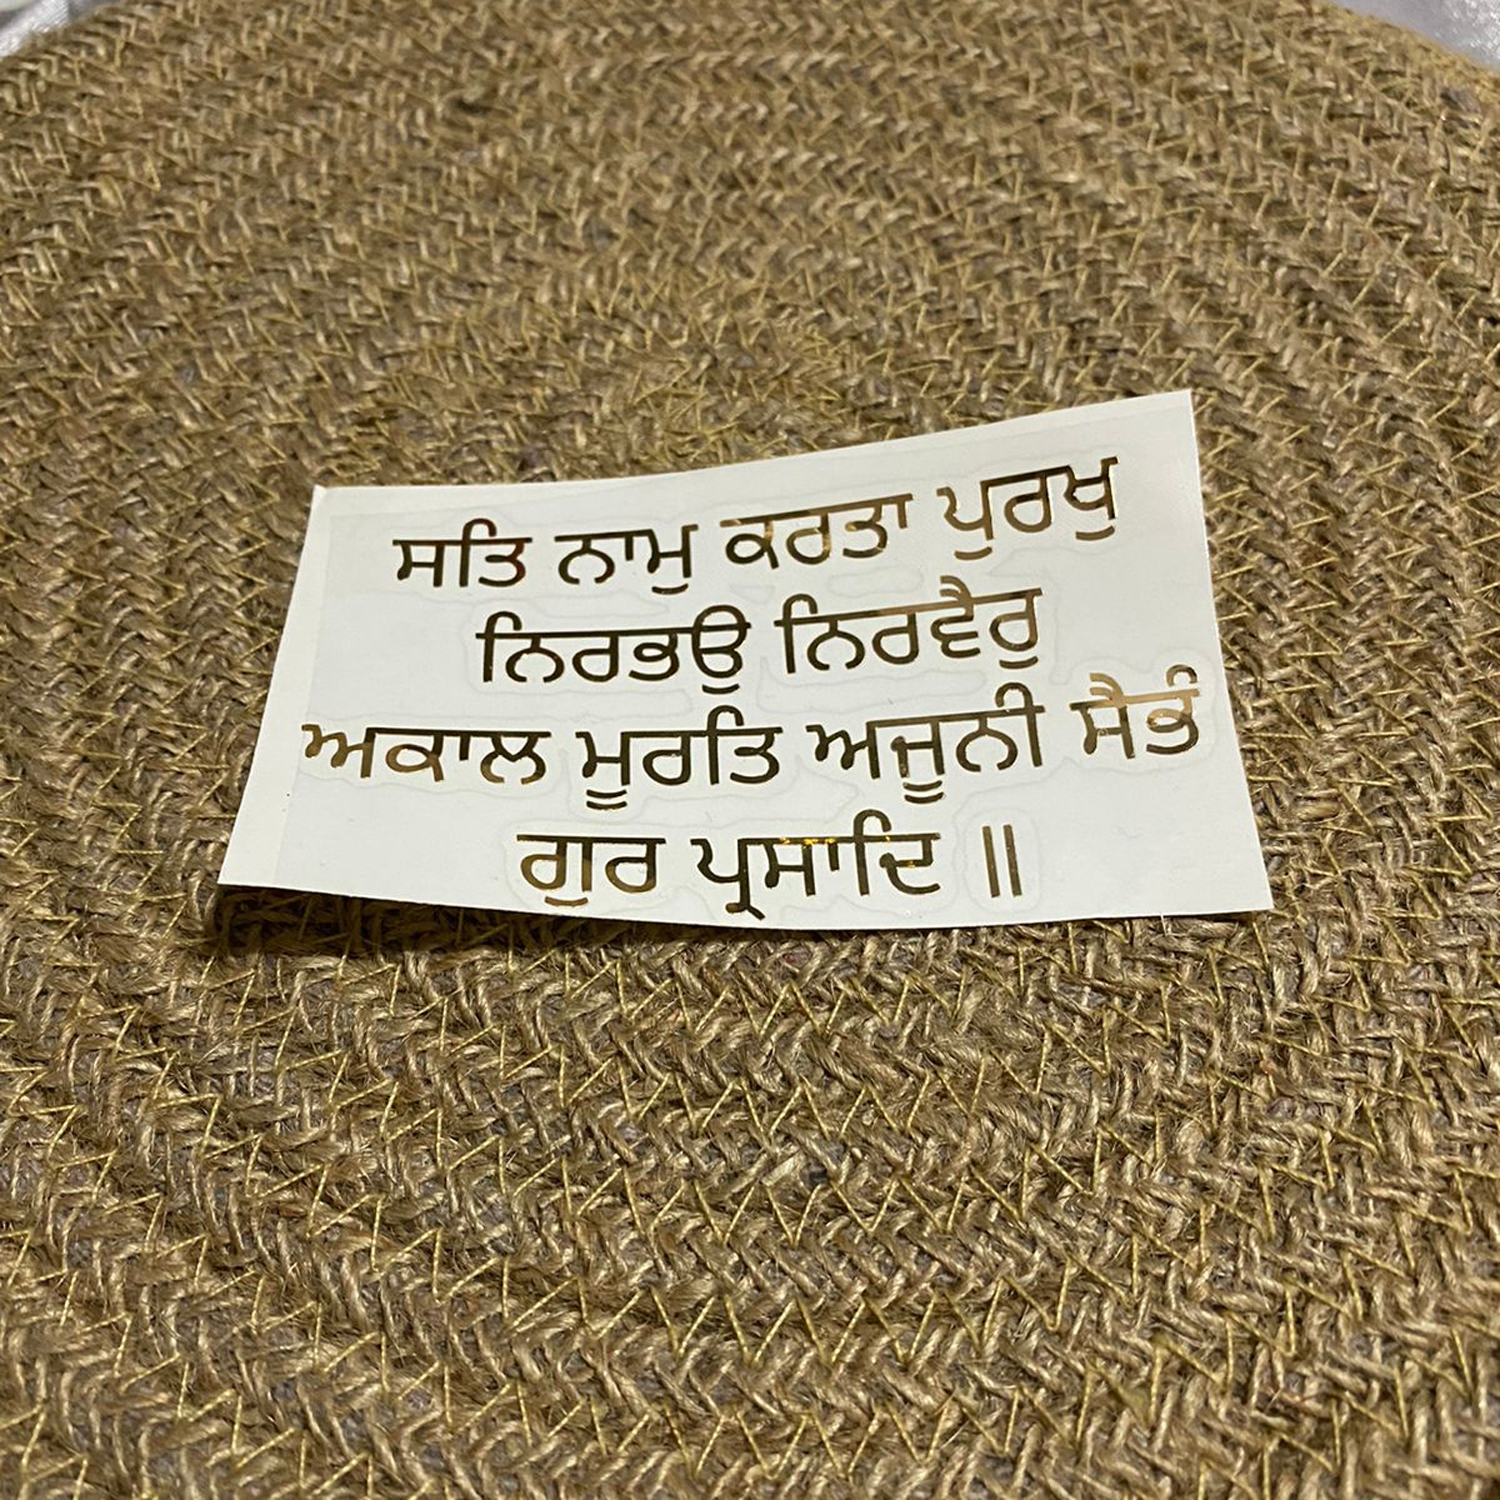 ਸਤਿ ਨਾਮੁ ਕਰਤਾ ਪੁਰਖੁ
ਨਿਰਭਉ ਨਿਰਵੈਰੁ
ਅਕਾਲ ਮੂਰਤਿ ਅਜੂਨੀ ਸੈਭੰ
ਗੁਰ ਪ੍ਰਸਾਦਿ ॥